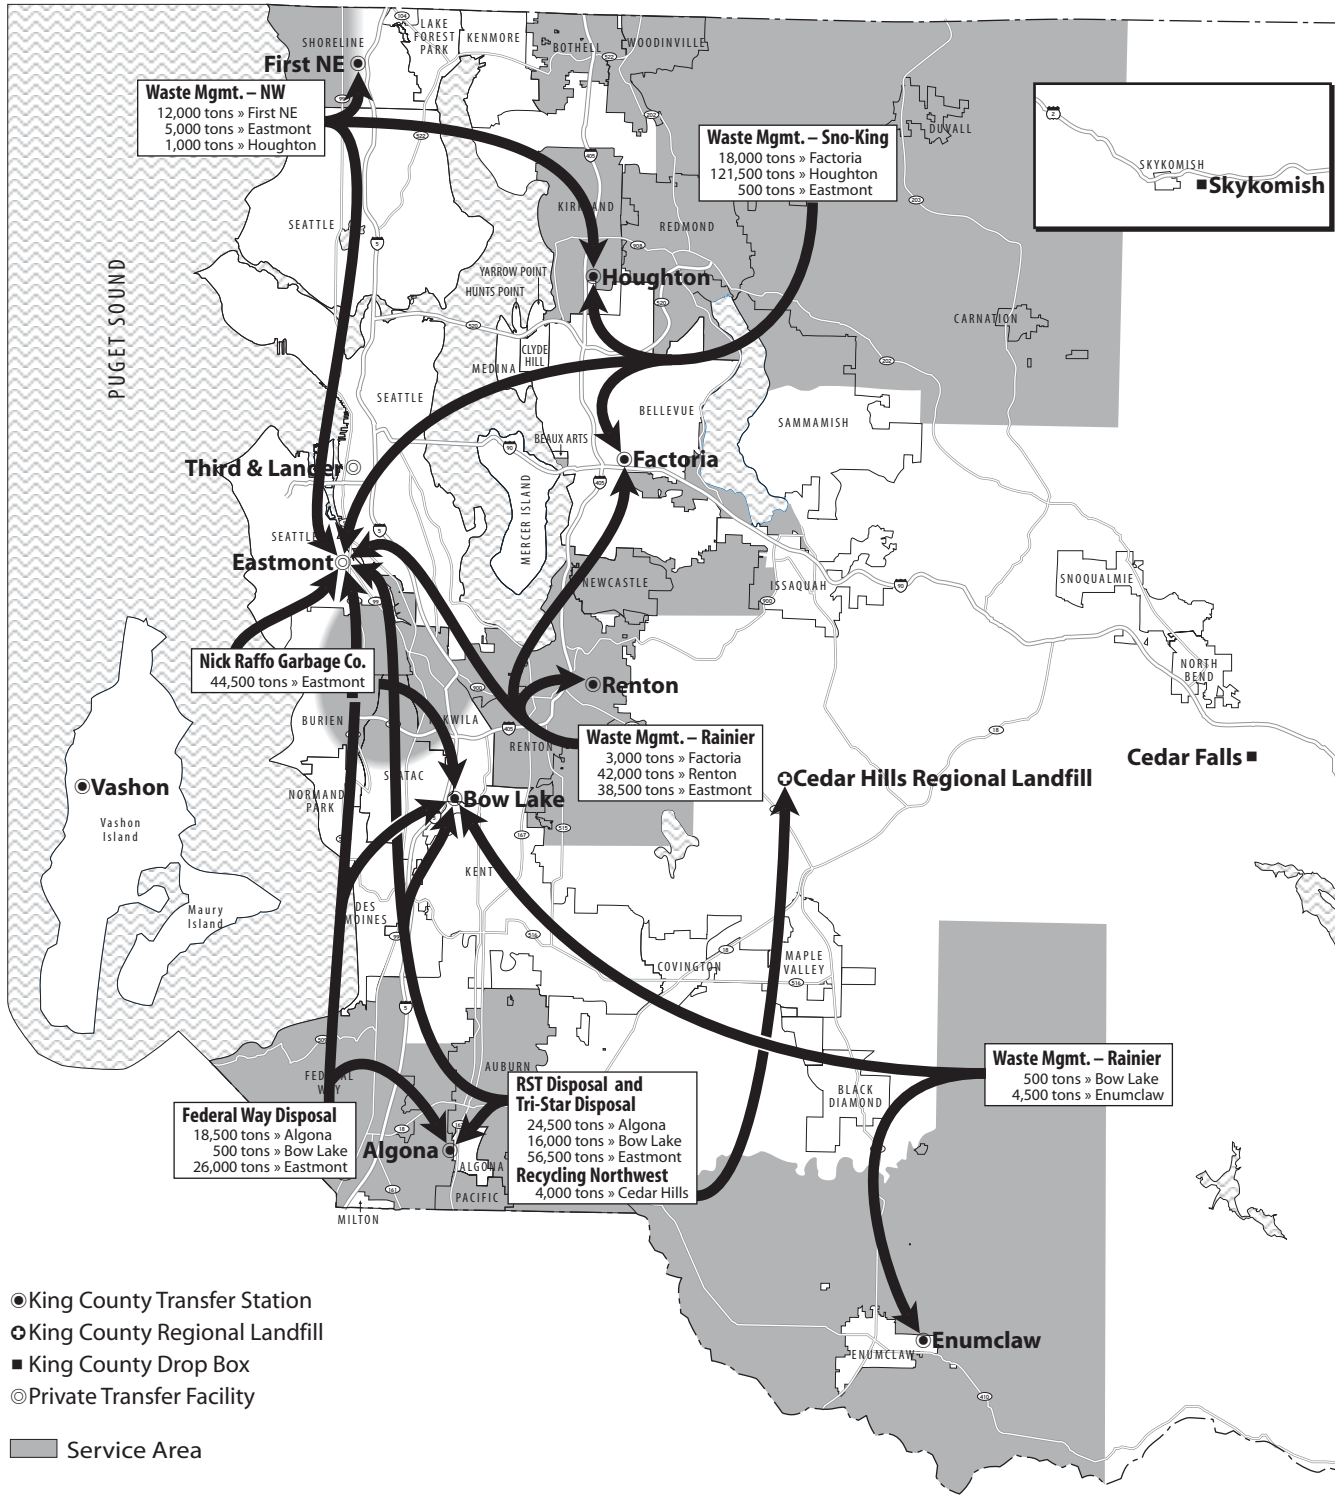 SHORELINE
LAKE
FOREST
PARK
KENMORE
BOTHELL
WOODINVILLE
First NE
Waste Mgmt. – NW
12,000 tons » First NE
5,000 tons » Eastmont
1,000 tons » Houghton
Waste Mgmt. – Sno-King
18,000 tons » Factoria
121,500 tons » Houghton
500 tons » Eastmont
DUVALL
SKYKOMISH
Skykomish
SEATTLE
KIRKLAND
REDMOND
PUGET SOUND
YARROW POINT
HUNTS POINT
Houghton
CARNATION
CLYDE
HILL
MEDINA
SEATTLE
BELLEVUE
SAMMAMISH
BEAUX ARTS
Third & Lander
Factoria
MERCER ISLAND
SEATTLE
Eastmont
NEWCASTLE
ISSAQUAH
SNOQUALMIE
Nick Raffo Garbage Co.
44,500 tons » Eastmont
Renton
NORTH
BEND
BURIEN
TUKWILA
RENTON
Waste Mgmt. – Rainier
3,000 tons » Factoria
42,000 tons » Renton
38,500 tons » Eastmont
Cedar Falls
Cedar Hills Regional Landfill
SEATAC
NORMANDY
PARK
Vashon
Vashon
Island
Bow Lake
KENT
Maury
Island
DES
MOINES
COVINGTON
MAPLE
VALLEY
Waste Mgmt. – Rainier
500 tons » Bow Lake
4,500 tons » Enumclaw
FEDERAL
WAY
AUBURN
BLACK
DIAMOND
Federal Way Disposal
18,500 tons » Algona
500 tons » Bow Lake
26,000 tons » Eastmont
RST Disposal and
Tri-Star Disposal
24,500 tons » Algona
16,000 tons » Bow Lake
56,500 tons » Eastmont
Recycling Northwest
4,000 tons » Cedar Hills
Algona
ALGONA
PACIFIC
MILTON
Enumclaw
ENUMCLAW
King County Transfer Station
King County Regional Landfill
King County Drop Box
Private Transfer Facility
Service Area